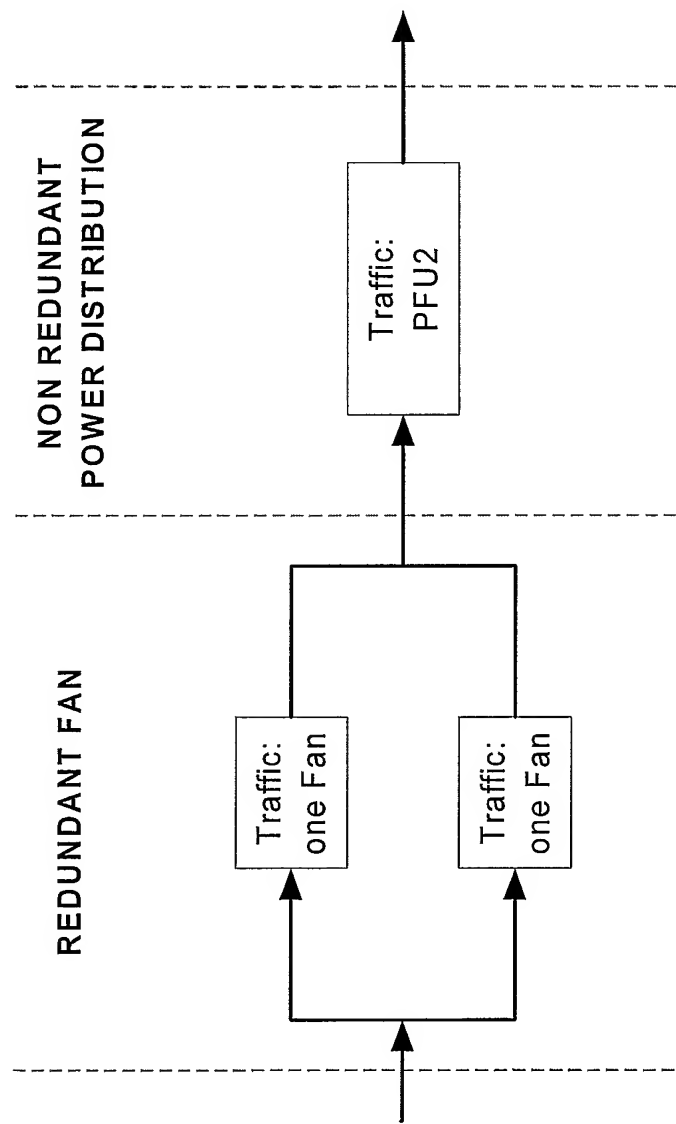 REDUNDANT FAN
NON REDUNDANT
POWER DISTRIBUTION
Traffic:
one Fan
Traffic:
one Fan
Traffic:
PFU2